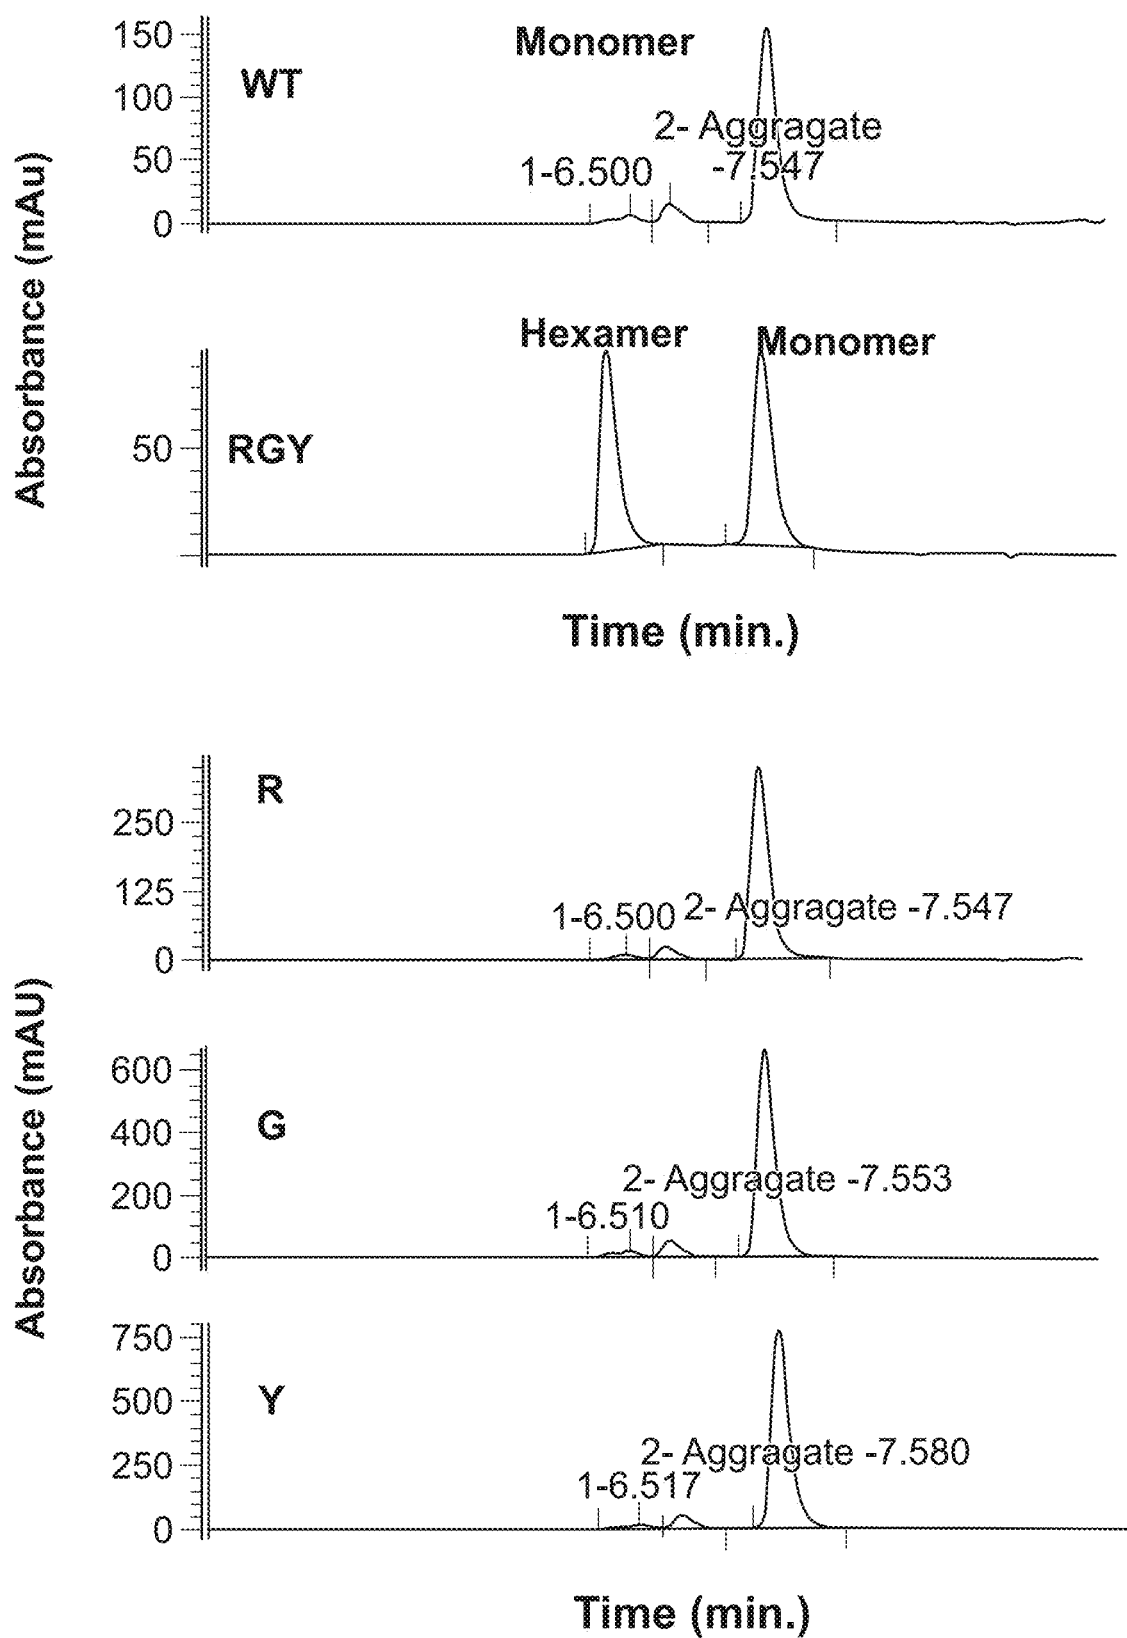 Absorbance (mAu)
150
100
50
0
WT
Monomer
2- Aggragate
-7.547
1-6.500
50
RGY
Hexamer
Monomer
Time (min.)
Absorbance (mAU)
250
125
0
R
1-6.500
2- Aggragate -7.547
600
400
200
0
G
2- Aggragate -7.553
1-6.510
750
500
250
0
Y
2- Aggragate -7.580
1-6.517
Time (min.)